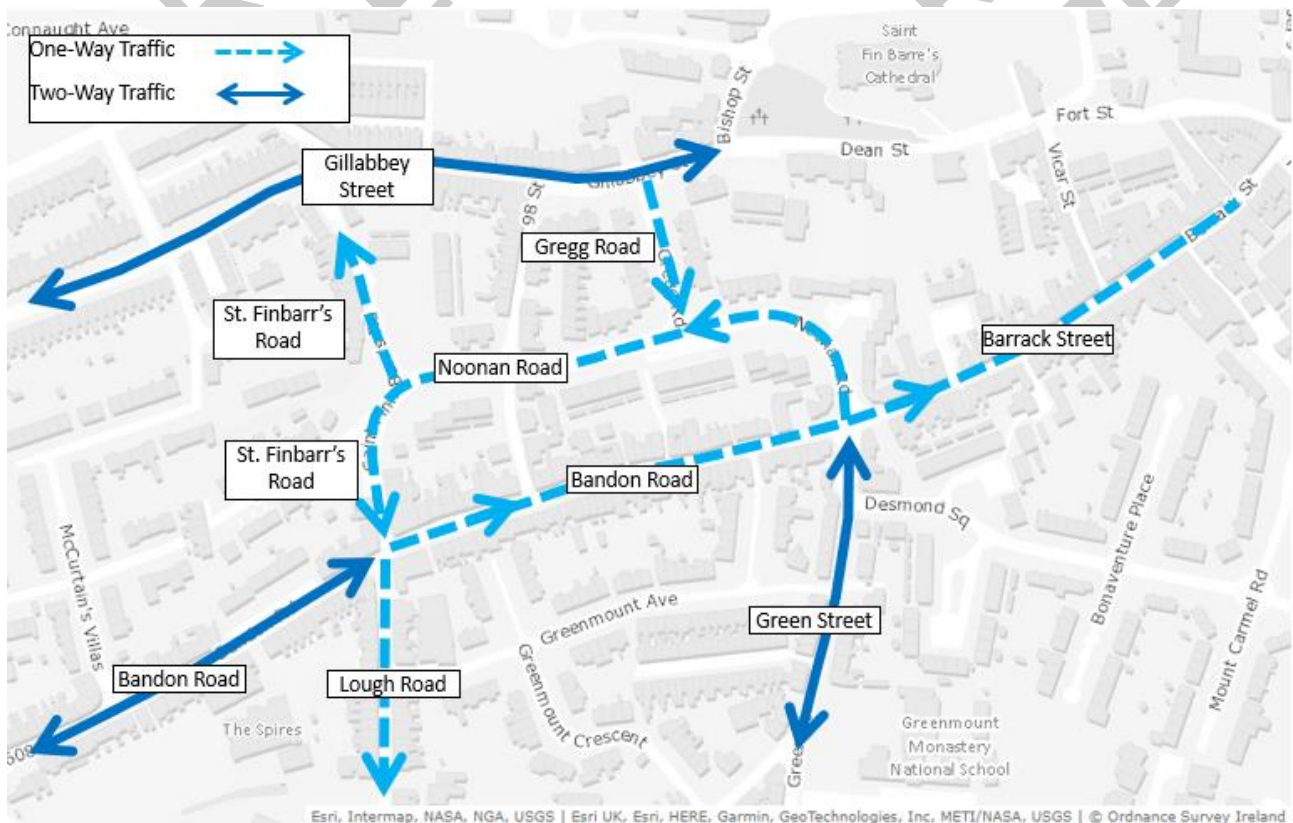 Connaught Ave
One-Way Traffic
Two-Way Traffic
Saint
Fin Barre's
Cathedral
Bishop St
Fort St
Dean St
Vicar St
Gillabbey
Street
98 St
Gregg Road
Barrack Street
St. Finbarr's
Road
Noonan Road
St. Finbarr's
Road
Bandon Road
Desmond Sq
McCurtain's Villas
Bonaventure Place
Greenmount Ave
Green Street
Mount Carmel Rd
Bandon Road
Lough Road
Greenmount Crescent
The Spires
Greenmount
Monastery
National School
Esri, Intermap, NASA, NGA, USGS | Esri UK, Esri, HERE, Garmin, GeoTechnologies, Inc, METI/NASA, USGS | © Ordnance Survey Ireland